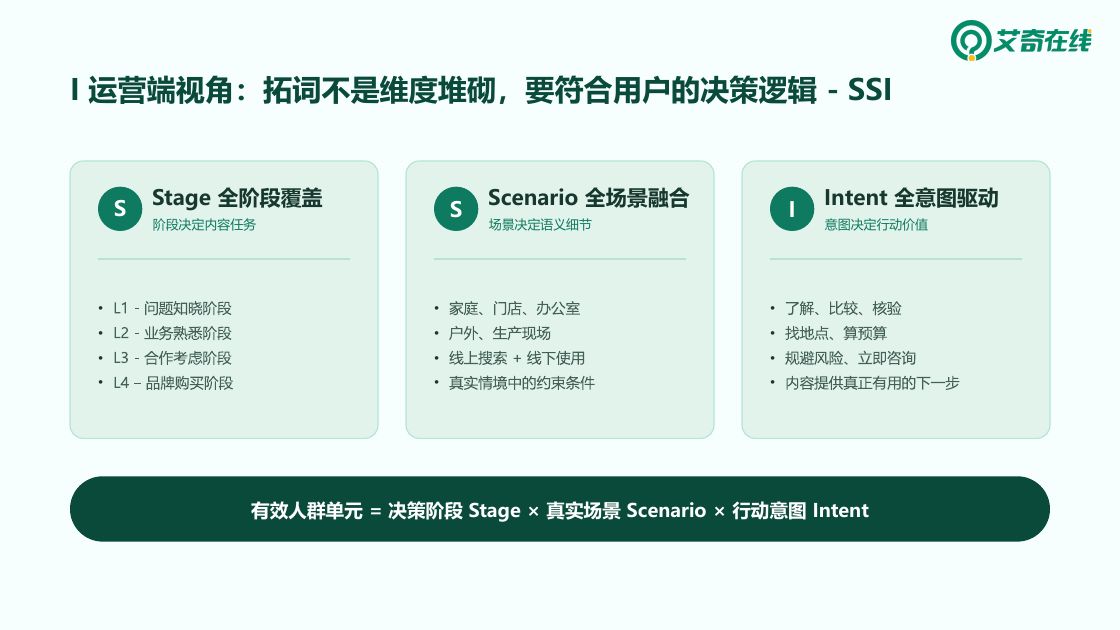 艾奇在线
I 运营端视角：拓词不是维度堆砌，要符合用户的决策逻辑 - SSI
S
Stage 全阶段覆盖
阶段决定内容任务
• L1 - 问题知晓阶段
• L2 - 业务熟悉阶段
• L3 - 合作考虑阶段
• L4 – 品牌购买阶段
S
Scenario 全场景融合
场景决定语义细节
• 家庭、门店、办公室
• 户外、生产现场
• 线上搜索 + 线下使用
• 真实情境中的约束条件
I
Intent 全意图驱动
意图决定行动价值
• 了解、比较、核验
• 找地点、算预算
• 规避风险、立即咨询
• 内容提供真正有用的下一步
有效人群单元 = 决策阶段 Stage × 真实场景 Scenario × 行动意图 Intent